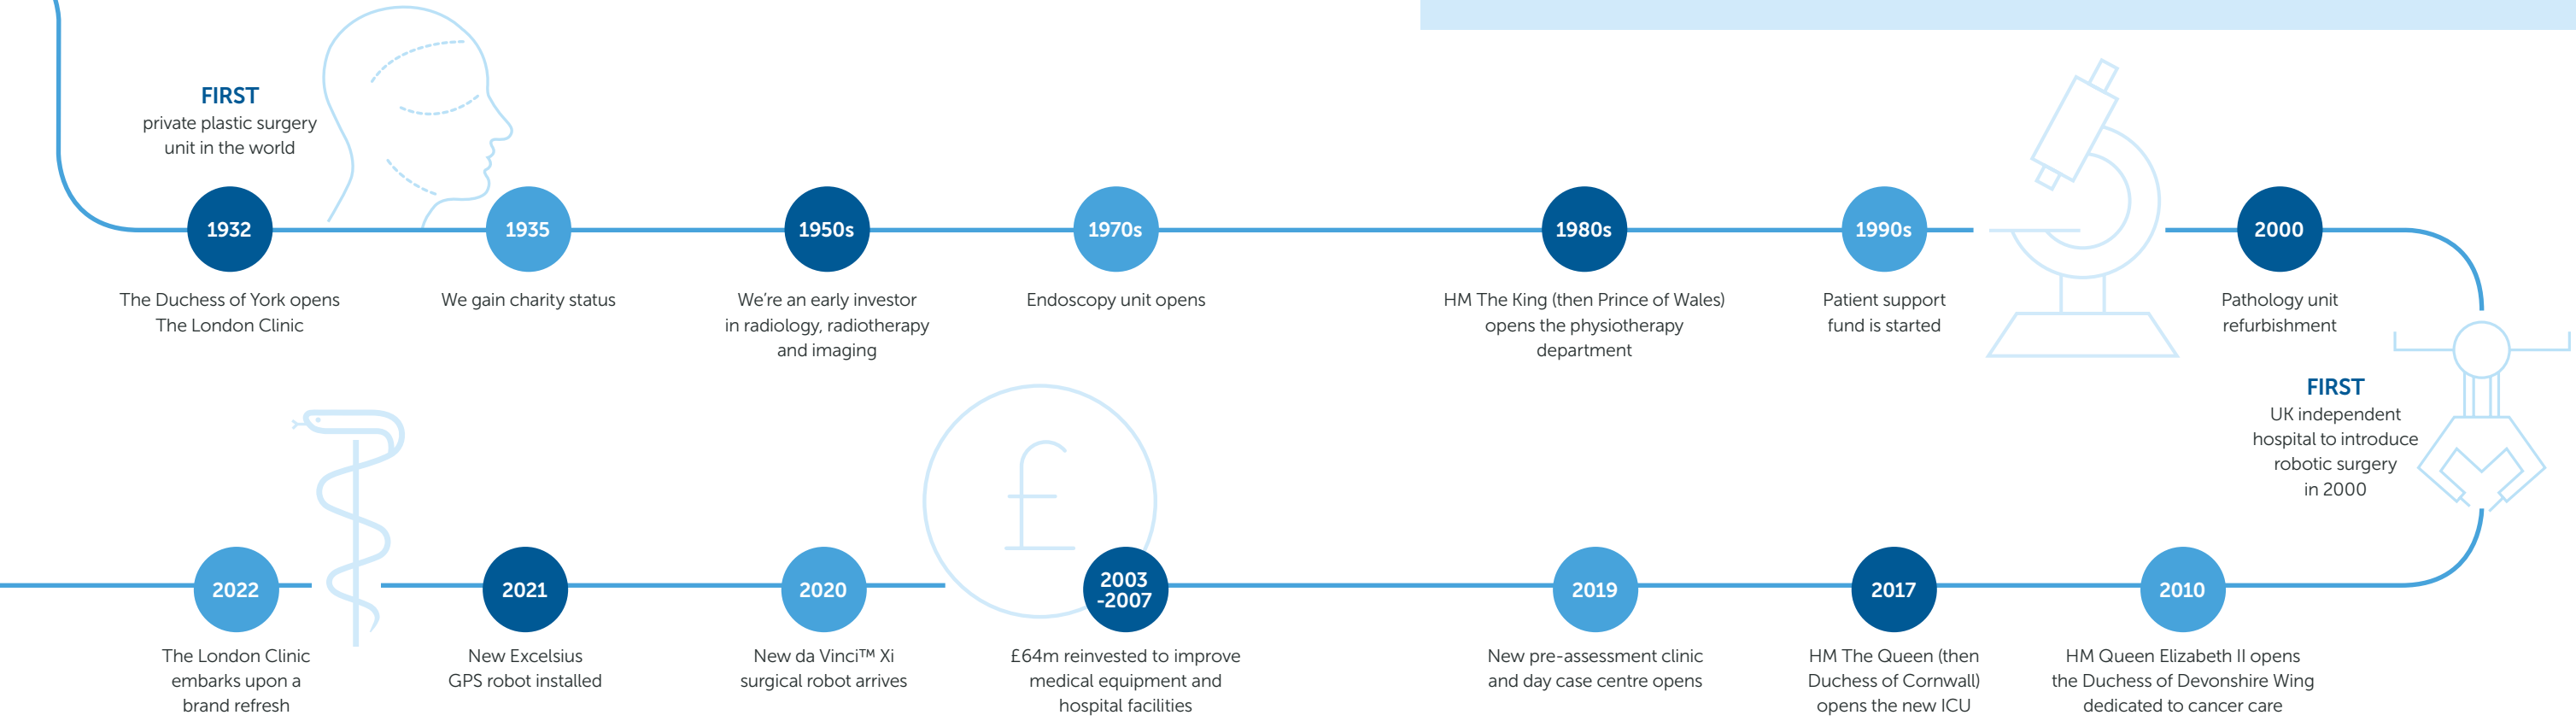 FIRST
private plastic surgery
unit in the world
1932
The Duchess of York opens
The London Clinic
1935
We gain charity status
1950s
We're an early investor
in radiology, radiotherapy
and imaging
1970s
Endoscopy unit opens
1980s
HM The King (then Prince of Wales)
opens the physiotherapy
department
1990s
Patient support
fund is started
2000
Pathology unit
refurbishment
FIRST
UK independent
hospital to introduce
robotic surgery
in 2000
2022
The London Clinic
embarks upon a
brand refresh
2021
New Excelsius
GPS robot installed
2020
New da Vinci™ Xi
surgical robot arrives
£
2003
-2007
£64m reinvested to improve
medical equipment and
hospital facilities
2019
New pre-assessment clinic
and day case centre opens
2017
HM The Queen (then
Duchess of Cornwall)
opens the new ICU
2010
HM Queen Elizabeth II opens
the Duchess of Devonshire Wing
dedicated to cancer care